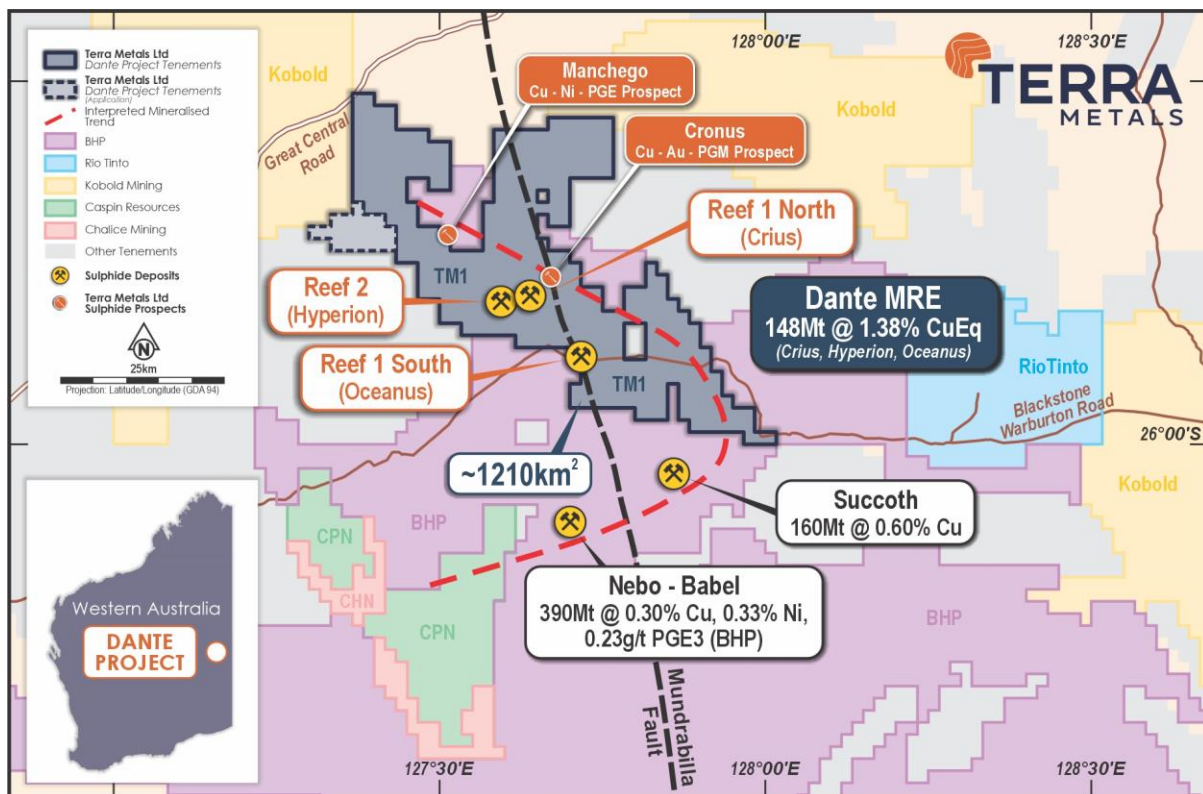 128°00'E
128°30'E
TERRA
METALS
Terra Metals Ltd
Dante Project Tenements
Terra Metals Ltd
Dante Project Tenements
(Application)
Interpreted Mineralised
Trend
BHP
Rio Tinto
Kobold Mining
Caspin Resources
Chalice Mining
Other Tenements
Sulphide Deposits
Terra Metals Ltd
Sulphide Prospects
N
25km
Projection: Latitude/Longitude (GDA 94)
Kobold
Great Central
Road
Manchego
Cu - Ni - PGE Prospect
Cronus
Cu - Au - PGM Prospect
Kobold
Reef 1 North
(Crius)
TM1
Reef 2
(Hyperion)
Dante MRE
148Mt @ 1.38% CuEq
(Crius, Hyperion, Oceanus)
Reef 1 South
(Oceanus)
TM1
RioTinto
Blackstone
Warburton Road
26°00'S
~1210km²
Kobold
Succoth
160Mt @ 0.60% Cu
CPN
BHP
CHN
CPN
Nebo - Babel
390Mt @ 0.30% Cu, 0.33% Ni,
0.23g/t PGE3 (BHP)
BHP
Western Australia
DANTE
PROJECT
Mundrabilla
Fault
127°30'E
128°00'E
128°30'E